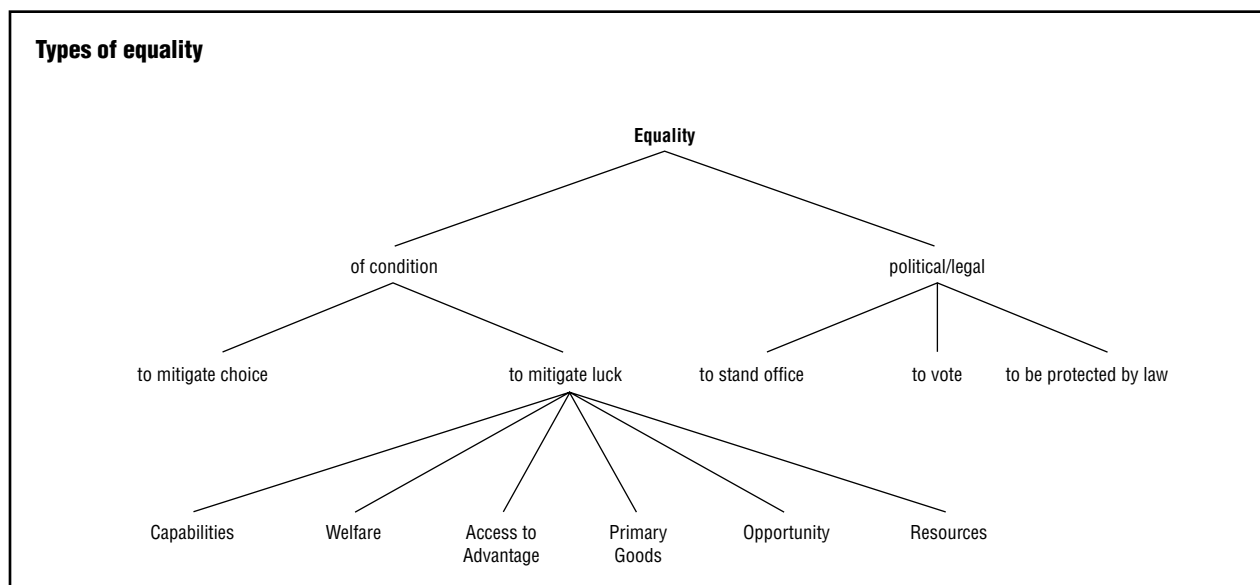 Types of equality
Equality
of condition
political/legal
to mitigate choice
to mitigate luck
to stand office
to vote
to be protected by law
Capabilities
Welfare
Access to
Advantage
Primary
Goods
Opportunity
Resources